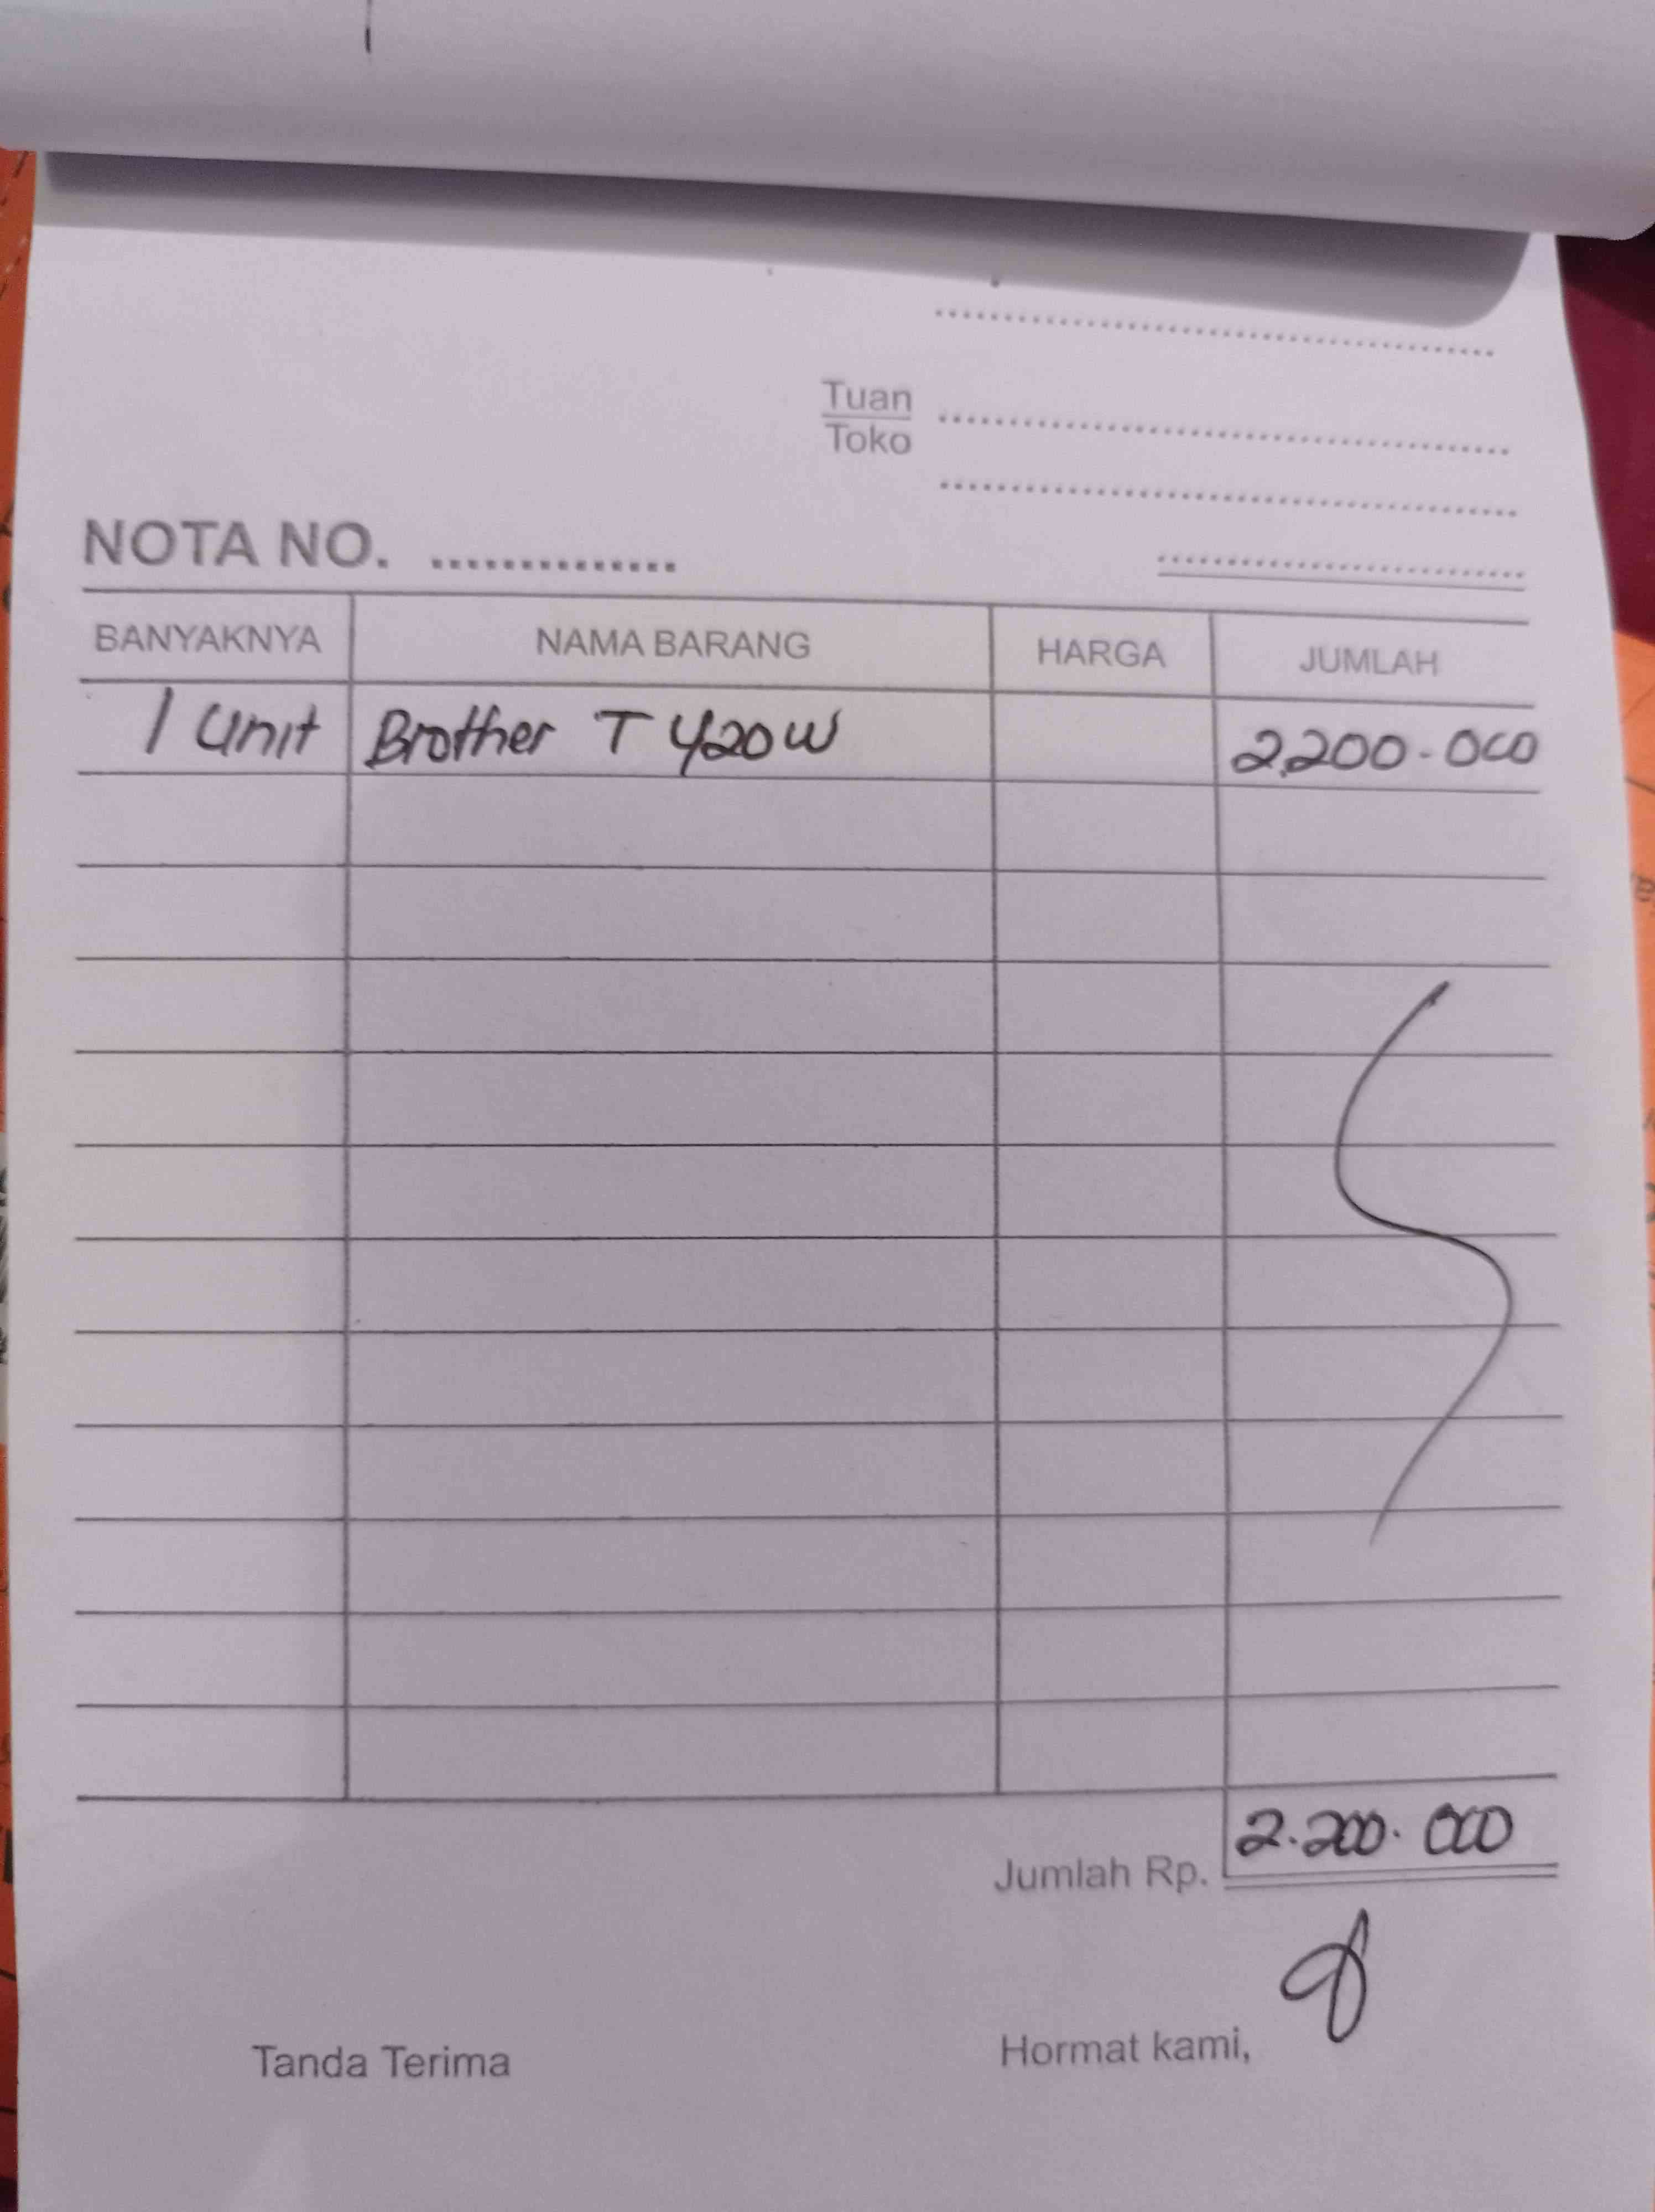 Tuan
Toko
NOTA NO. ..............
BANYAKNYA NAMA BARANG HARGA JUMLAH
1 Unit Brother T 420W 2.200.000
Jumlah Rp. 2.200.000
Tanda Terima Hormat kami,